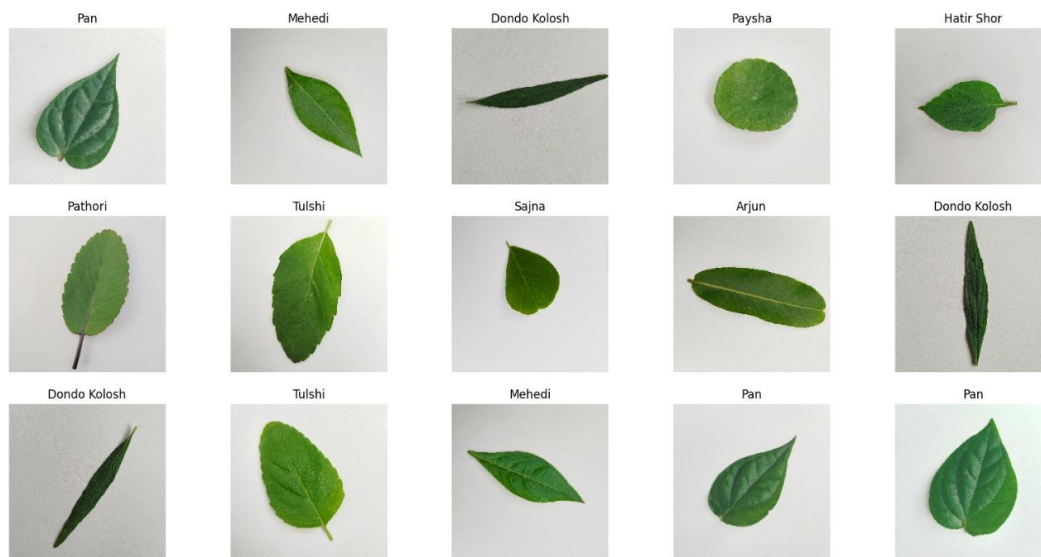 Pan
Mehedi
Dondo Kolosh
Paysha
Hatir Shor
Pathori
Tulshi
Sajna
Arjun
Dondo Kolosh
Dondo Kolosh
Tulshi
Mehedi
Pan
Pan